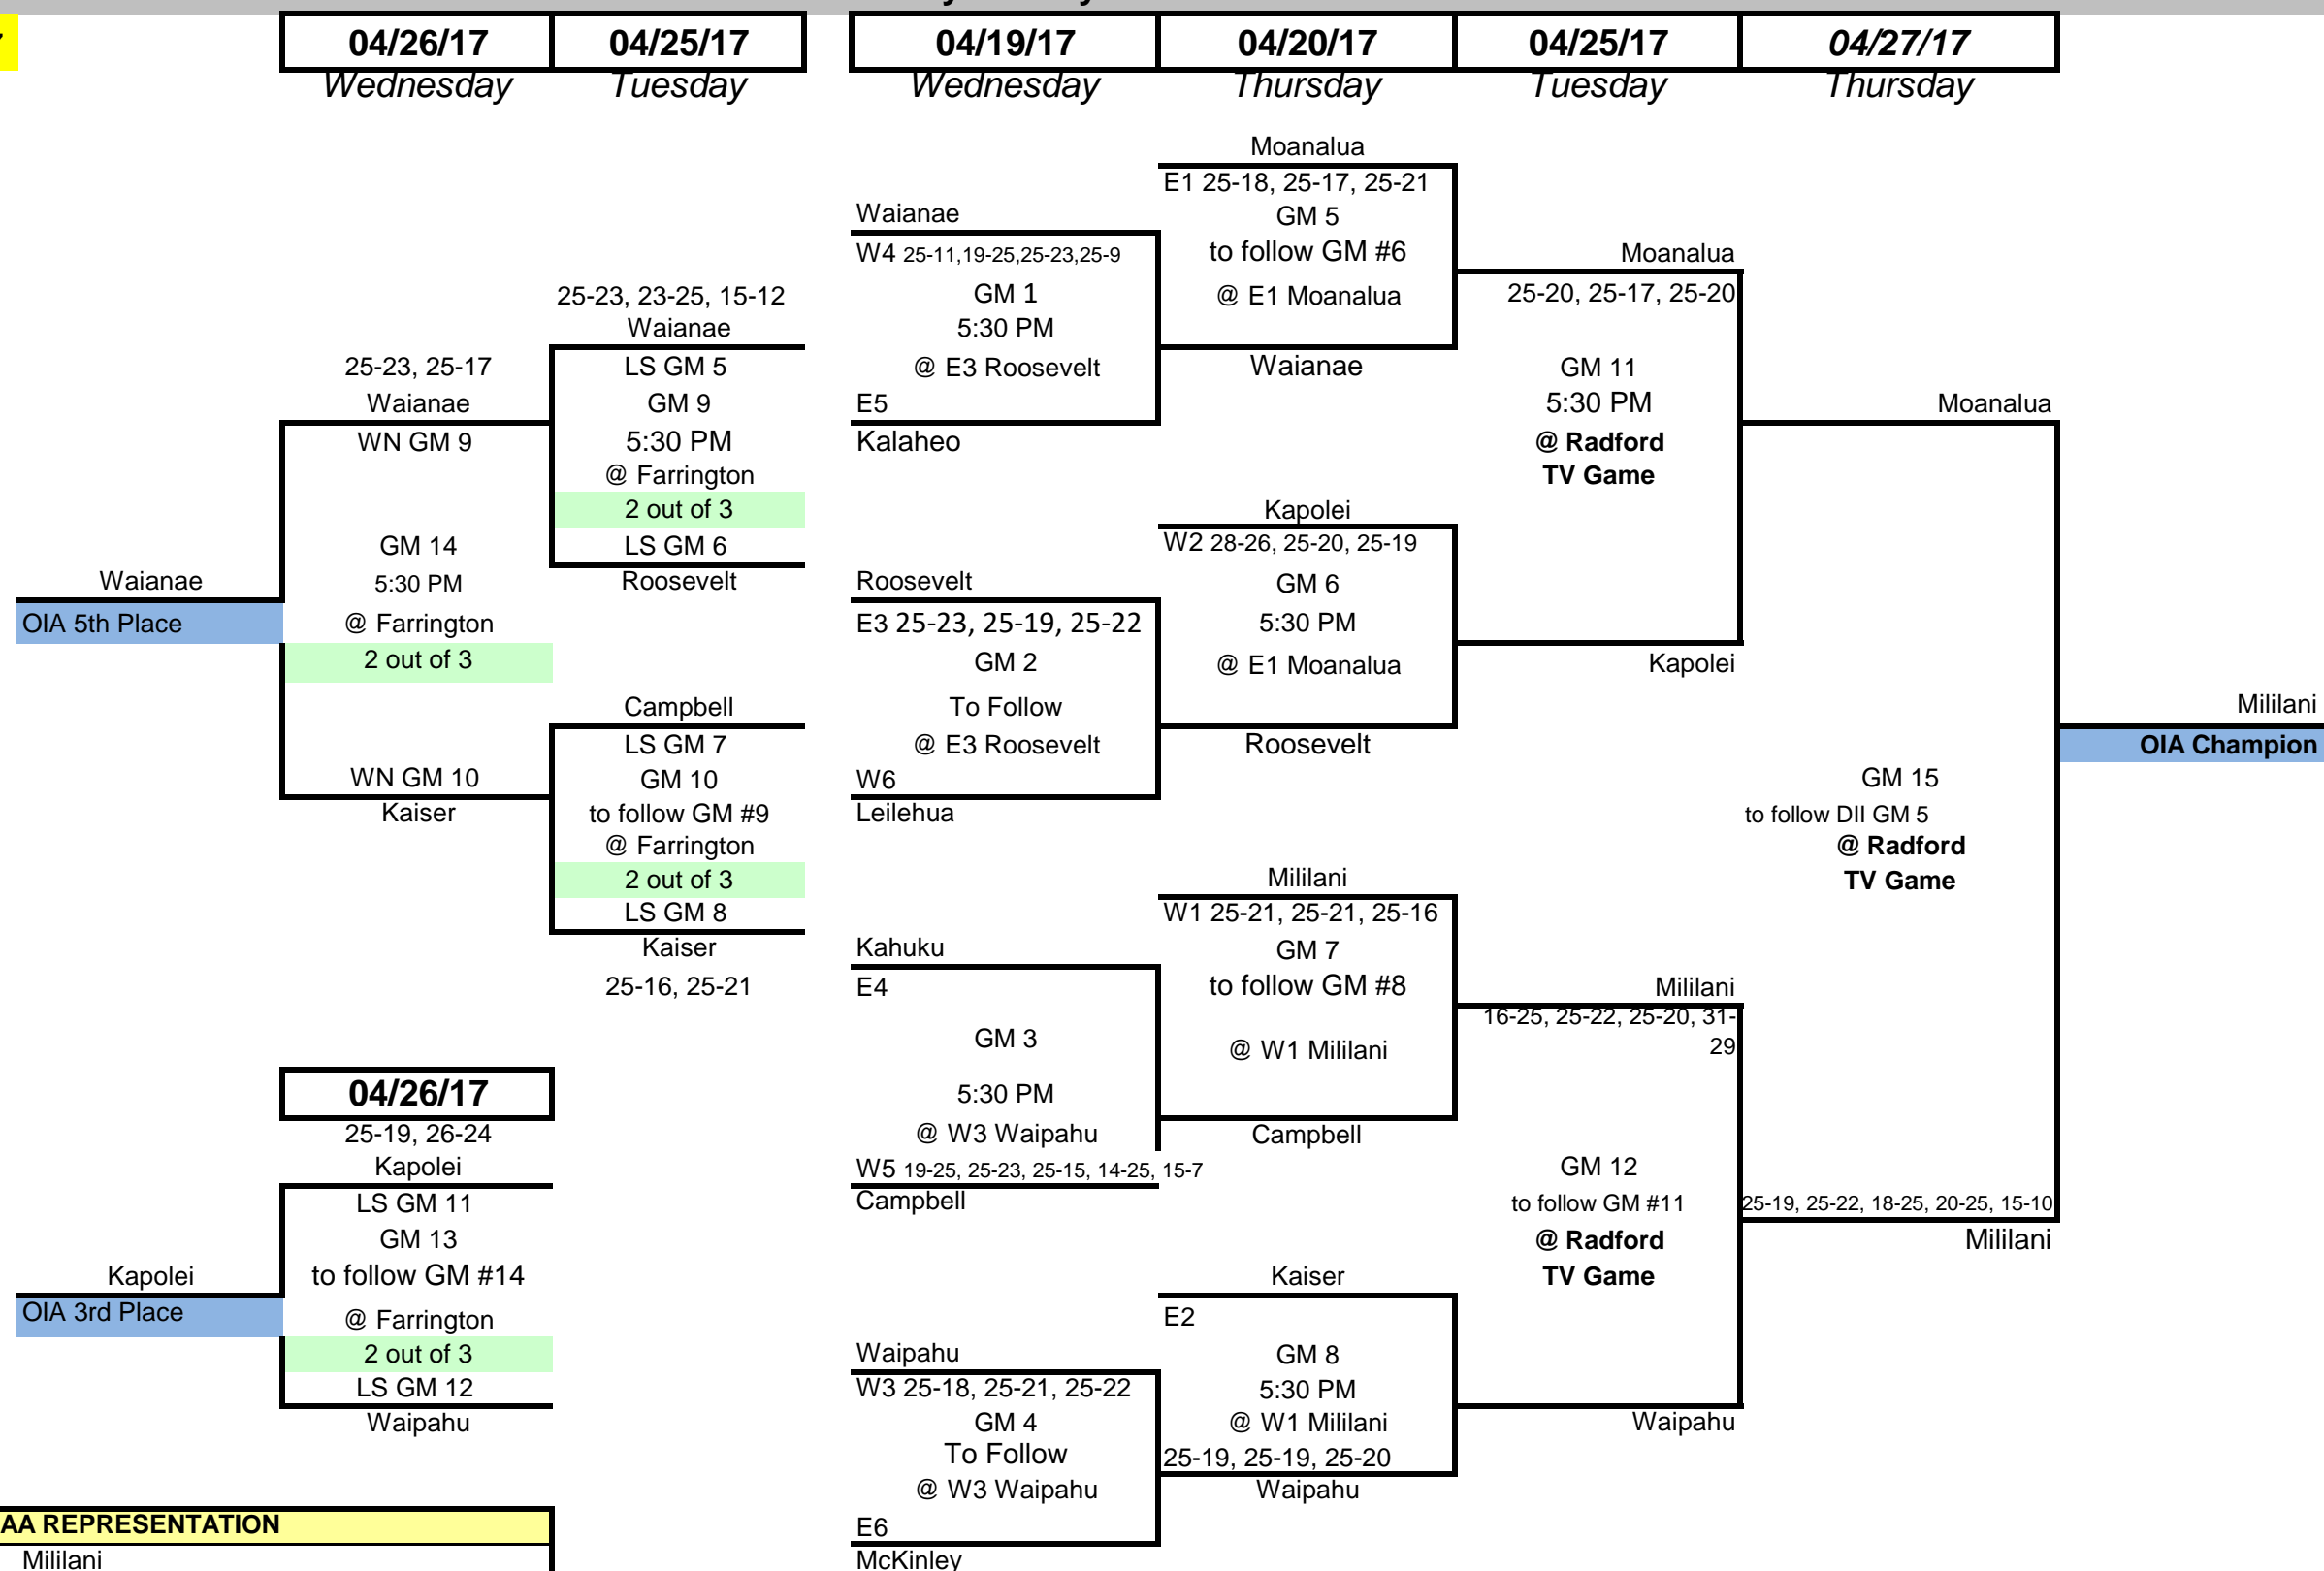 04/26/17
04/25/17
04/19/17
04/20/17
04/25/17
04/27/17
Wednesday
Tuesday
Wednesday
Thursday
Tuesday
Thursday
25-23, 25-17
Waianae
WN GM 9
GM 14
5:30 PM
@ Farrington
2 out of 3
WN GM 10
Kaiser
Waianae
OIA 5th Place
25-23, 23-25, 15-12
Waianae
LS GM 5
GM 9
5:30 PM
@ Farrington
2 out of 3
LS GM 6
Roosevelt
Campbell
LS GM 7
GM 10
to follow GM #9
@ Farrington
2 out of 3
LS GM 8
Kaiser
25-16, 25-21
04/26/17
25-19, 26-24
Kapolei
LS GM 11
GM 13
to follow GM #14
@ Farrington
2 out of 3
LS GM 12
Waipahu
Kapolei
OIA 3rd Place
AA REPRESENTATION
Mililani
Waianae
W4 25-11,19-25,25-23,25-9
GM 1
5:30 PM
@ E3 Roosevelt
E5
Kalaheo
Roosevelt
E3 25-23, 25-19, 25-22
GM 2
To Follow
@ E3 Roosevelt
W6
Leilehua
Kahuku
E4
GM 3
5:30 PM
@ W3 Waipahu
W5 19-25, 25-23, 25-15, 14-25, 15-7
Campbell
Waipahu
W3 25-18, 25-21, 25-22
GM 4
To Follow
@ W3 Waipahu
E6
McKinley
Moanalua
E1 25-18, 25-17, 25-21
GM 5
to follow GM #6
@ E1 Moanalua
Waianae
Kapolei
W2 28-26, 25-20, 25-19
GM 6
5:30 PM
@ E1 Moanalua
Roosevelt
Mililani
W1 25-21, 25-21, 25-16
GM 7
to follow GM #8
@ W1 Mililani
Campbell
Kaiser
E2
GM 8
5:30 PM
@ W1 Mililani
25-19, 25-19, 25-20
Waipahu
Moanalua
25-20, 25-17, 25-20
GM 11
5:30 PM
@ Radford
TV Game
Kapolei
Mililani
16-25, 25-22, 25-20, 31-
29
GM 12
to follow GM #11
@ Radford
TV Game
Waipahu
Moanalua
GM 15
to follow DII GM 5
@ Radford
TV Game
25-19, 25-22, 18-25, 20-25, 15-10
Mililani
Mililani
OIA Champion